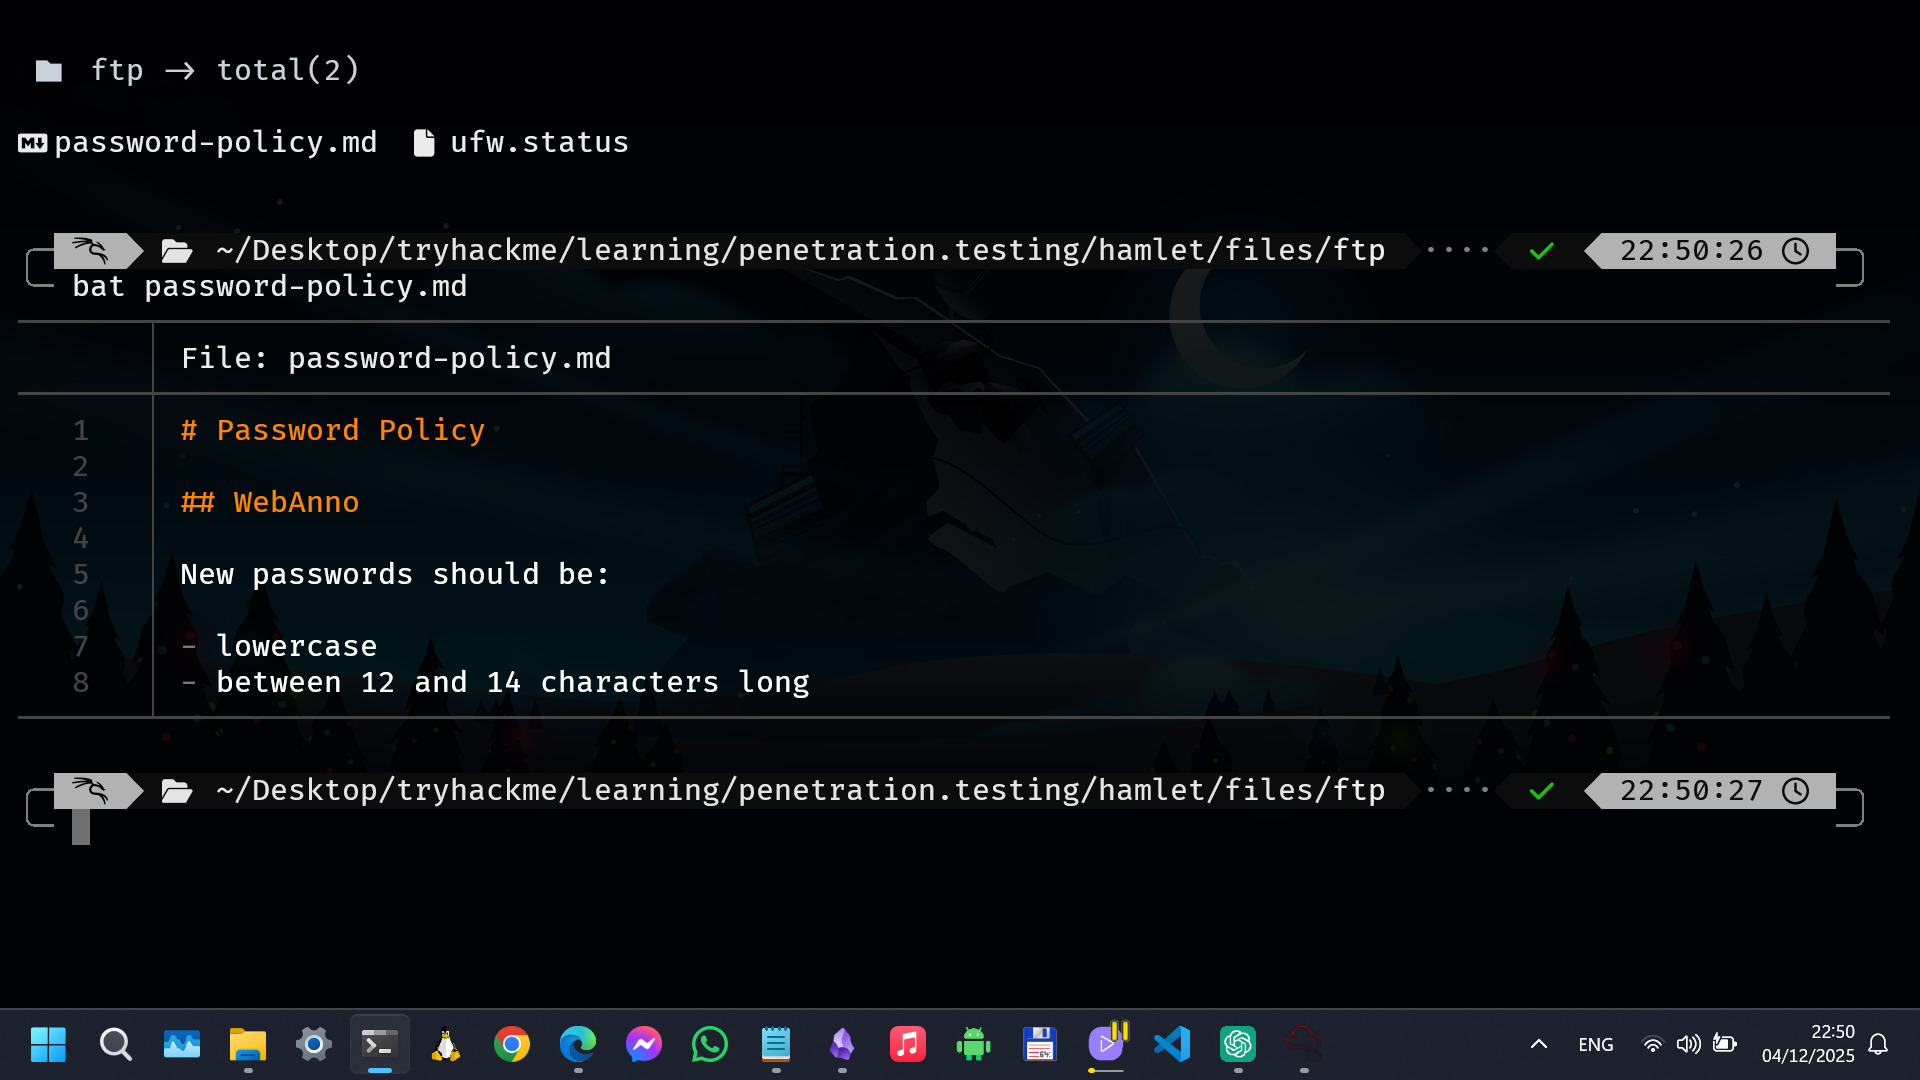 ftp → total(2)
password-policy.md ufw.status
~/Desktop/tryhackme/learning/penetration.testing/hamlet/files/ftp ···· ✓ 22:50:26
bat password-policy.md
File: password-policy.md
1 # Password Policy
2
3 ## WebAnno
4
5 New passwords should be:
6
7 - lowercase
8 - between 12 and 14 characters long
~/Desktop/tryhackme/learning/penetration.testing/hamlet/files/ftp ···· ✓ 22:50:27
ENG
22:50
04/12/2025